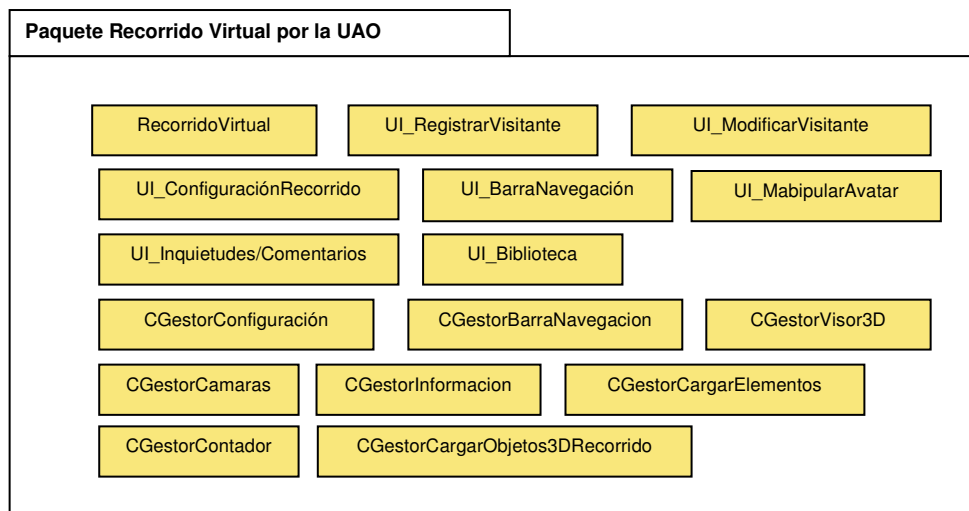 Paquete Recorrido Virtual por la UAO
RecorridoVirtual
UI_RegistrarVisitante
UI_ModificarVisitante
UI_ConfiguraciónRecorrido
UI_BarraNavegación
UI_MabipularAvatar
UI_Inquietudes/Comentarios
UI_Biblioteca
CGestorConfiguración
CGestorBarraNavegacion
CGestorVisor3D
CGestorCamaras
CGestorInformacion
CGestorCargarElementos
CGestorContador
CGestorCargarObjetos3DRecorrido